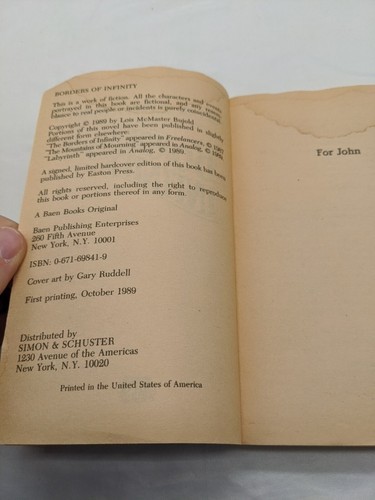 BORDERS OF INFINITY
This is a work of fiction. All the characters and events
portrayed in this book are fictional, and any resem-
blance to real people or incidents is purely coincidental.
Copyright © 1989 by Lois McMaster Bujold
Portions of this novel have been published in slightly
different form elsewhere:
"The Borders of Infinity" appeared in Freelancers, © 1987
"The Mountains of Mourning" appeared in Analog, © 1989
"Labyrinth" appeared in Analog, © 1989.
A signed, limited hardcover edition of this book has been
published by Easton Press.
All rights reserved, including the right to reproduce
this book or portions thereof in any form.
A Baen Books Original
Baen Publishing Enterprises
260 Fifth Avenue
New York, N.Y. 10001
ISBN: 0-671-69841-9
Cover art by Gary Ruddell
First printing, October 1989
Distributed by
SIMON & SCHUSTER
1230 Avenue of the Americas
New York, N.Y. 10020
Printed in the United States of America
For John